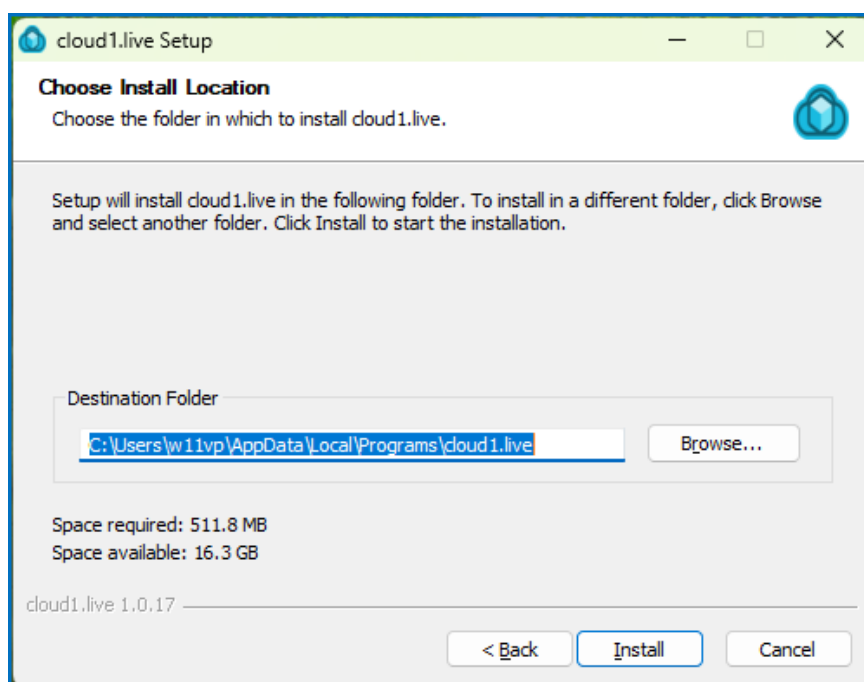 cloud1.live Setup
Choose Install Location
Choose the folder in which to install cloud1.live.
Setup will install cloud1.live in the following folder. To install in a different folder, click Browse
and select another folder. Click Install to start the installation.
Destination Folder
C:\Users\w11vp\AppData\Local\Programs\cloud1.live
Browse...
Space required: 511.8 MB
Space available: 16.3 GB
cloud1.live 1.0.17
< Back
Install
Cancel